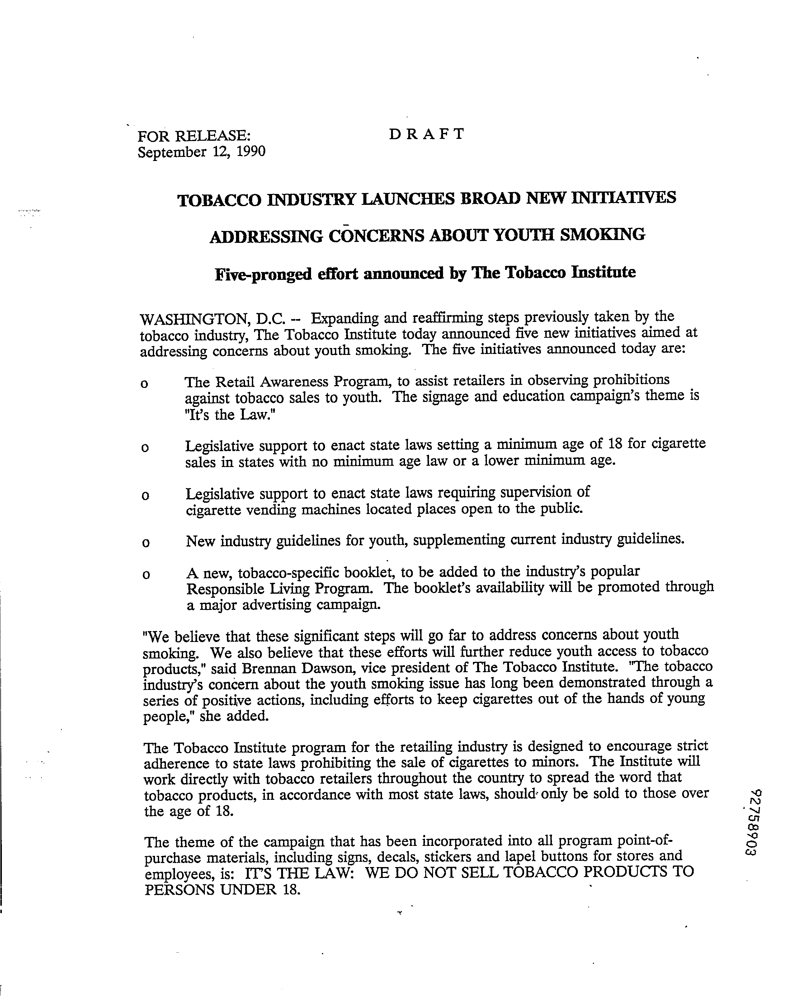 FOR RELEASE: DRAFT
September 12, 1990
TOBACCO INDUSTRY LAUNCHES BROAD NEW INITIATIVES
ADDRESSING CONCERNS ABOUT YOUTH SMOKING
Five-pronged effort announced by The Tobacco Institute
WASHINGTON, D.C. -- Expanding and reaffirming steps previously taken by the
tobacco industry, The Tobacco Institute today announced five new initiatives aimed at
addressing concerns about youth smoking. The five initiatives announced today are:
o The Retail Awareness Program, to assist retailers in observing prohibitions
against tobacco sales to youth. The signage and education campaign's theme is
"It's the Law."
o Legislative support to enact state laws setting a minimum age of 18 for cigarette
sales in states with no minimum age law or a lower minimum age.
o Legislative support to enact state laws requiring supervision of
cigarette vending machines located places open to the public.
o New industry guidelines for youth, supplementing current industry guidelines.
o A new, tobacco-specific booklet, to be added to the industry's popular
Responsible Living Program. The booklet's availability will be promoted through
a major advertising campaign.
"We believe that these significant steps will go far to address concerns about youth
smoking. We also believe that these efforts will further reduce youth access to tobacco
products," said Brennan Dawson, vice president of The Tobacco Institute. "The tobacco
industry's concern about the youth smoking issue has long been demonstrated through a
series of positive actions, including efforts to keep cigarettes out of the hands of young
people," she added.
The Tobacco Institute program for the retailing industry is designed to encourage strict
adherence to state laws prohibiting the sale of cigarettes to minors. The Institute will
work directly with tobacco retailers throughout the country to spread the word that
tobacco products, in accordance with most state laws, should only be sold to those over
the age of 18.
The theme of the campaign that has been incorporated into all program point-of-
purchase materials, including signs, decals, stickers and lapel buttons for stores and
employees, is: IT'S THE LAW: WE DO NOT SELL TOBACCO PRODUCTS TO
PERSONS UNDER 18.
92758903